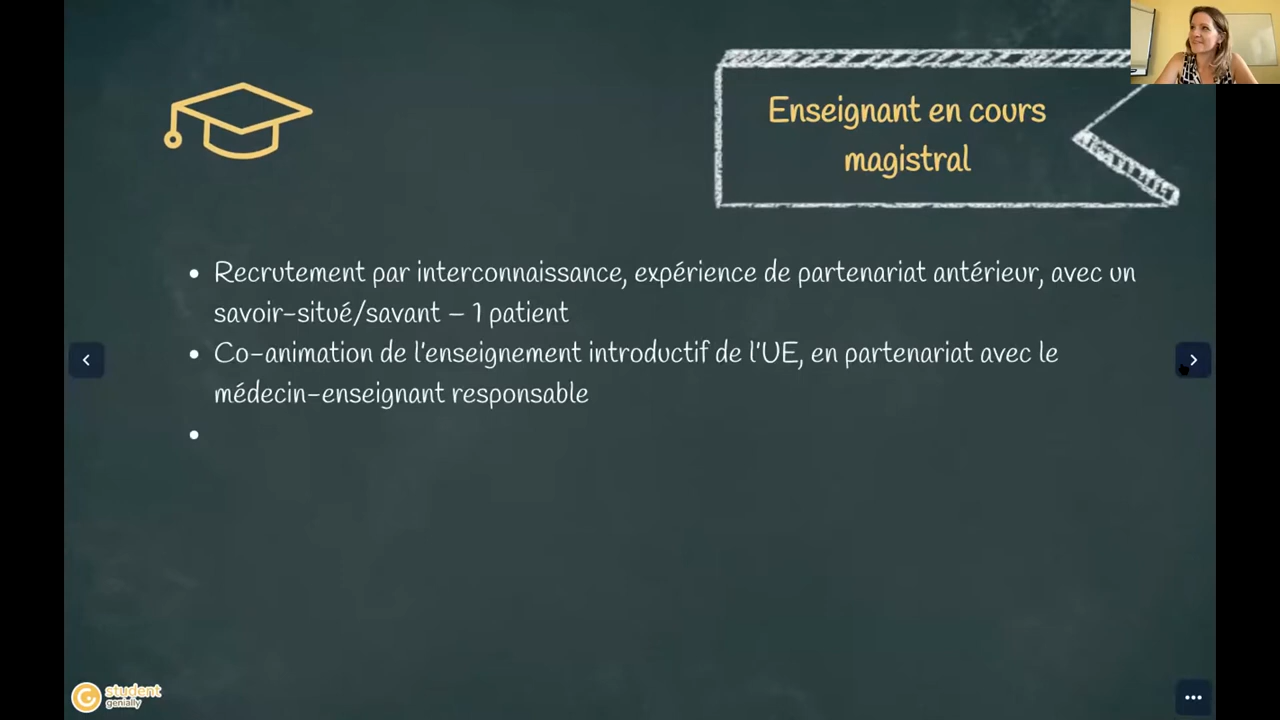 Enseignant en cours
magistral
• Recrutement par interconnaissance, expérience de partenariat antérieur, avec un
savoir-situé/savant – 1 patient
• Co-animation de l'enseignement introductif de l'UE, en partenariat avec le
médecin-enseignant responsable
•
student
genially